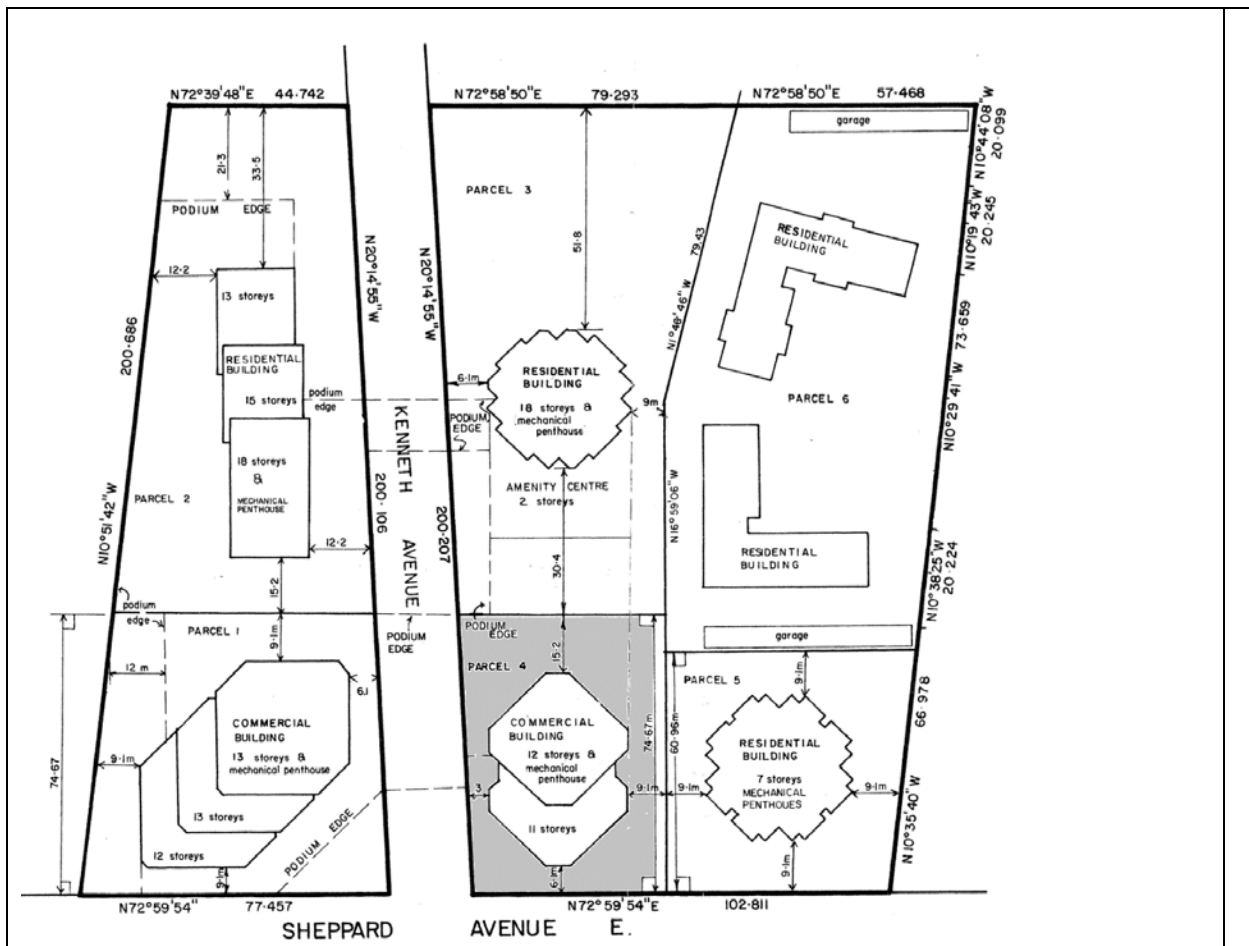 N72°39'48"E 44·742
N72°58'50"E 79·293
N72°58'50"E 57·468
garage
N10°44'08"W
20·099
21·3
33·5
PARCEL 3
PODIUM EDGE
51·8
79.43
N10°19'43"W
20·245
RESIDENTIAL
BUILDING
12·2
13 storeys
N20°14'55"W
N20°14'55"W
200·686
RESIDENTIAL
BUILDING
15 storeys
podium
edge
6·1m
RESIDENTIAL
BUILDING
18 storeys &
mechanical
penthouse
9m
73·659
N10°29'41"W
PARCEL 6
PODIUM
EDGE
KENNETH AVENUE
18 storeys
&
MECHANICAL
PENTHOUSE
PARCEL 2
N10°51'42"W
12·2
200·106
200·207
AMENITY CENTRE
2 storeys
30·4
N16°59'06"W
RESIDENTIAL
BUILDING
N10°38'25"W
20·224
15·2
podium
edge
PARCEL 1
9·1m
PODIUM
EDGE
PODIUM
EDGE
15·2
PARCEL 4
garage
12 m
6.1
74·67
COMMERCIAL
BUILDING
13 storeys &
mechanical penthouse
9·1m
13 storeys
12 storeys
9·1m
PODIUM EDGE
COMMERCIAL
BUILDING
12 storeys &
mechanical
penthouse
3
9·1m
11 storeys
6·1m
74·67m
60·96m
PARCEL 5
9·1m
RESIDENTIAL
BUILDING
7 storeys
MECHANICAL
PENTHOUES
9·1m
9·1m
9·1m
66·978
N10°35'40"W
N72°59'54" 77·457
N72°59'54"E 102·811
SHEPPARD AVENUE E.